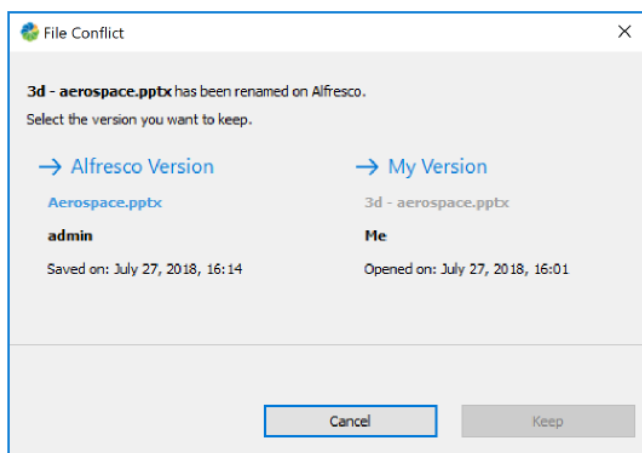 File Conflict
3d - aerospace.pptx has been renamed on Alfresco.
Select the version you want to keep.
Alfresco Version
Aerospace.pptx
admin
Saved on: July 27, 2018, 16:14
My Version
3d - aerospace.pptx
Me
Opened on: July 27, 2018, 16:01
Cancel
Keep